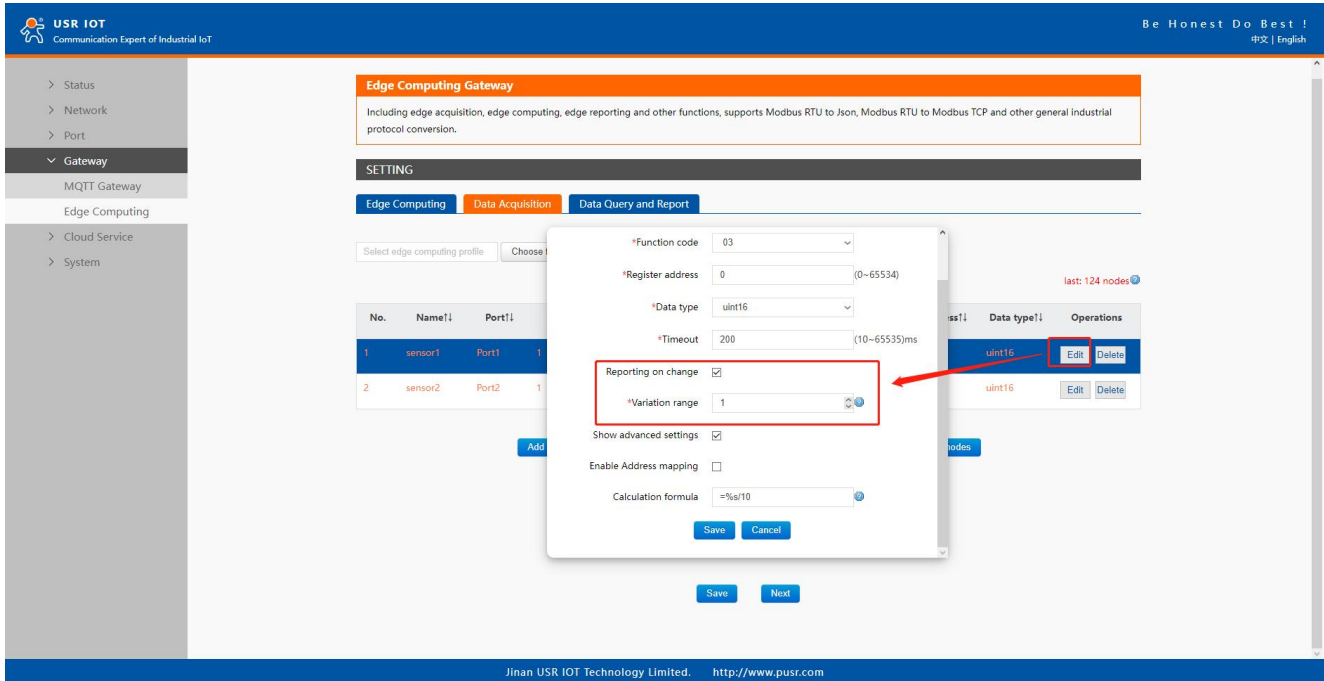 USR IOT
Communication Expert of Industrial IoT
Be Honest Do Best !
中文 | English
Status
Network
Port
Gateway
MQTT Gateway
Edge Computing
Cloud Service
System
Edge Computing Gateway
Including edge acquisition, edge computing, edge reporting and other functions, supports Modbus RTU to Json, Modbus RTU to Modbus TCP and other general industrial
protocol conversion.
SETTING
Edge Computing Data Acquisition Data Query and Report
Select edge computing profile Choose f
last: 124 nodes
No. Name↑↓ Port↑↓ ss↑↓ Data type↑↓ Operations
1 sensor1 Port1 1 uint16 Edit Delete
2 sensor2 Port2 1 uint16 Edit Delete
Add nodes
*Function code 03
*Register address 0 (0~65534)
*Data type uint16
*Timeout 200 (10~65535)ms
Reporting on change
*Variation range 1
Show advanced settings
Enable Address mapping
Calculation formula =%s/10
Save Cancel
Save Next
Jinan USR IOT Technology Limited. http://www.pusr.com